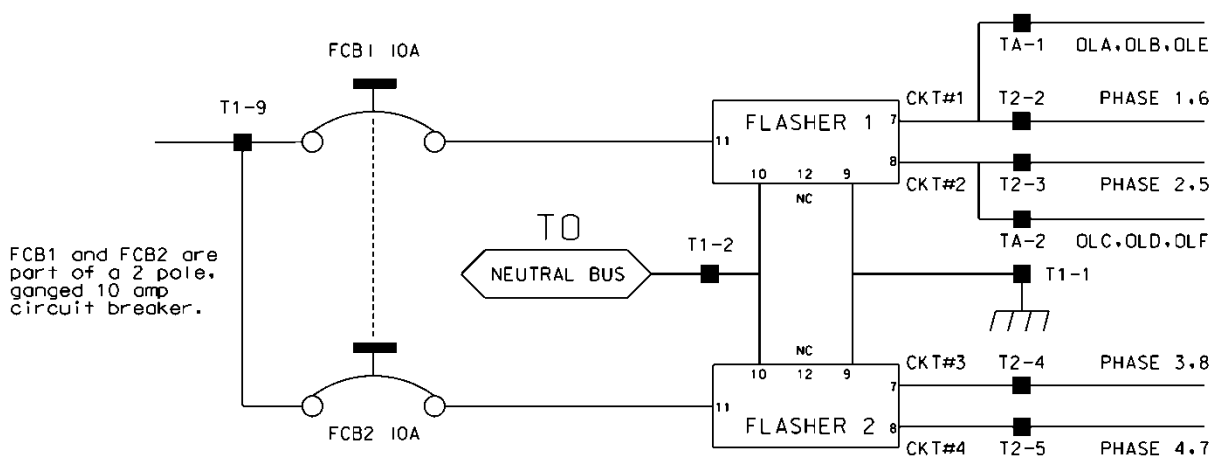 FCB1 10A
T1-9
FCB1 and FCB2 are
part of a 2 pole,
ganged 10 amp
circuit breaker.
FCB2 10A
TO
NEUTRAL BUS
T1-2
FLASHER 1
11
7
8
10 12 9
NC
CKT#1
CKT#2
TA-1 OLA,OLB,OLE
T2-2 PHASE 1,6
T2-3 PHASE 2,5
TA-2 OLC,OLD,OLF
T1-1
NC
10 12 9
11
7
8
FLASHER 2
CKT#3 T2-4 PHASE 3,8
CKT#4 T2-5 PHASE 4,7